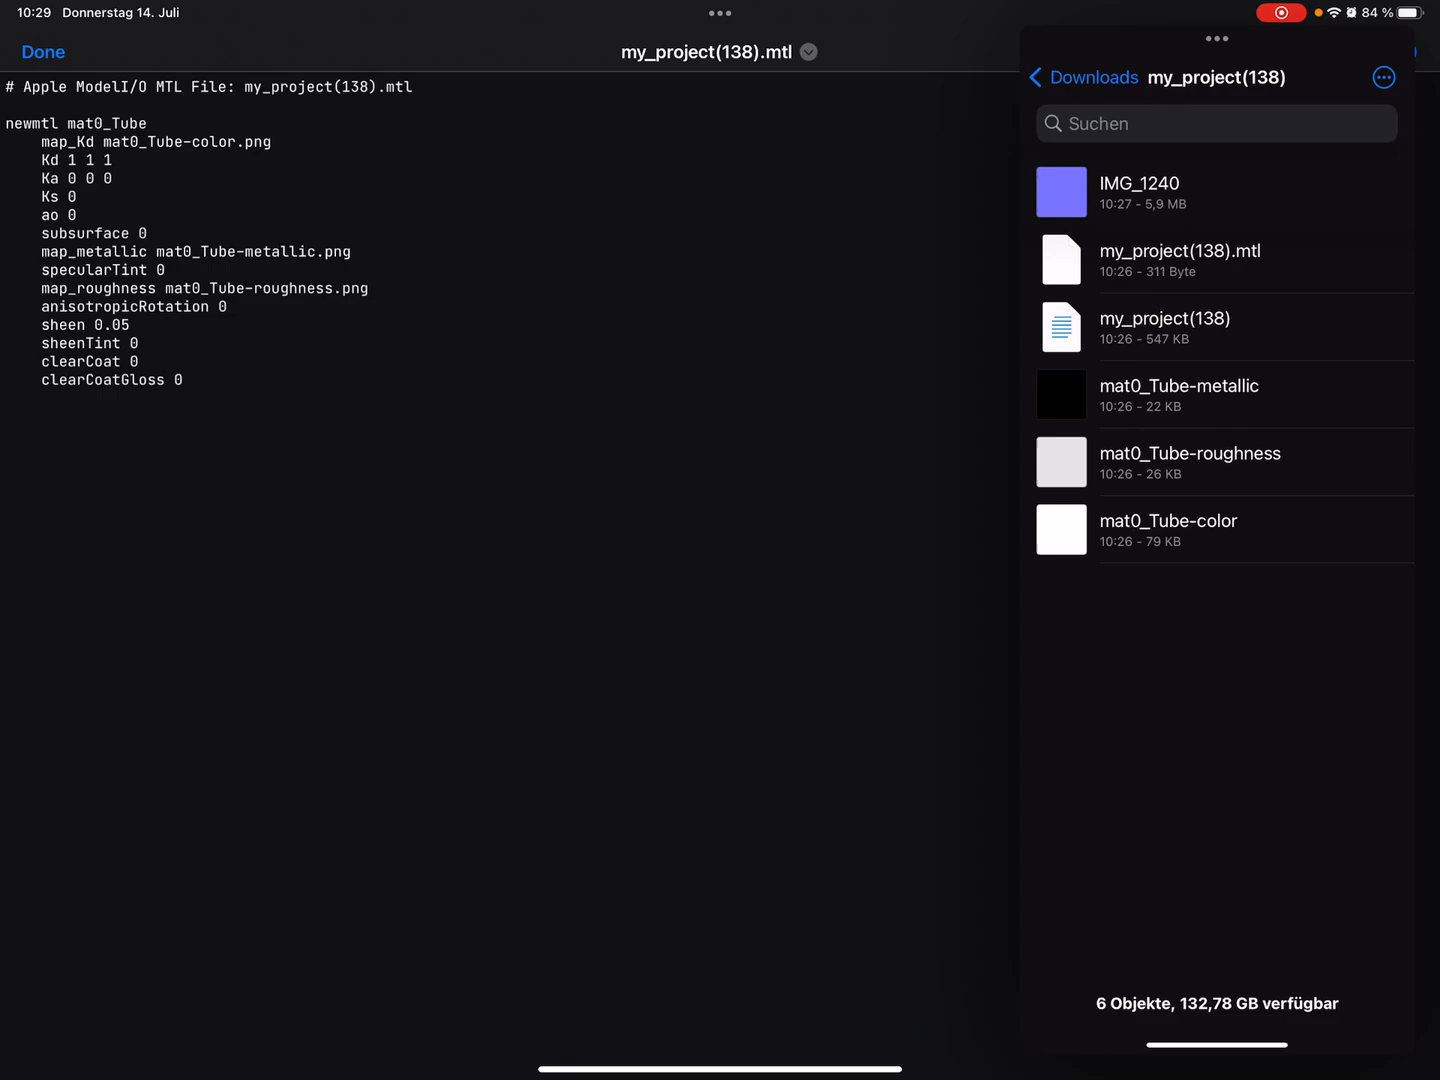 10:29 Donnerstag 14. Juli
84 %
Done
my_project(138).mtl
# Apple ModelI/O MTL File: my_project(138).mtl
newmtl mat0_Tube
map_Kd mat0_Tube-color.png
Kd 1 1 1
Ka 0 0 0
Ks 0
ao 0
subsurface 0
map_metallic mat0_Tube-metallic.png
specularTint 0
map_roughness mat0_Tube-roughness.png
anisotropicRotation 0
sheen 0.05
sheenTint 0
clearCoat 0
clearCoatGloss 0
Downloads my_project(138)
Suchen
IMG_1240
10:27 - 5,9 MB
my_project(138).mtl
10:26 - 311 Byte
my_project(138)
10:26 - 547 KB
mat0_Tube-metallic
10:26 - 22 KB
mat0_Tube-roughness
10:26 - 26 KB
mat0_Tube-color
10:26 - 79 KB
6 Objekte, 132,78 GB verfügbar